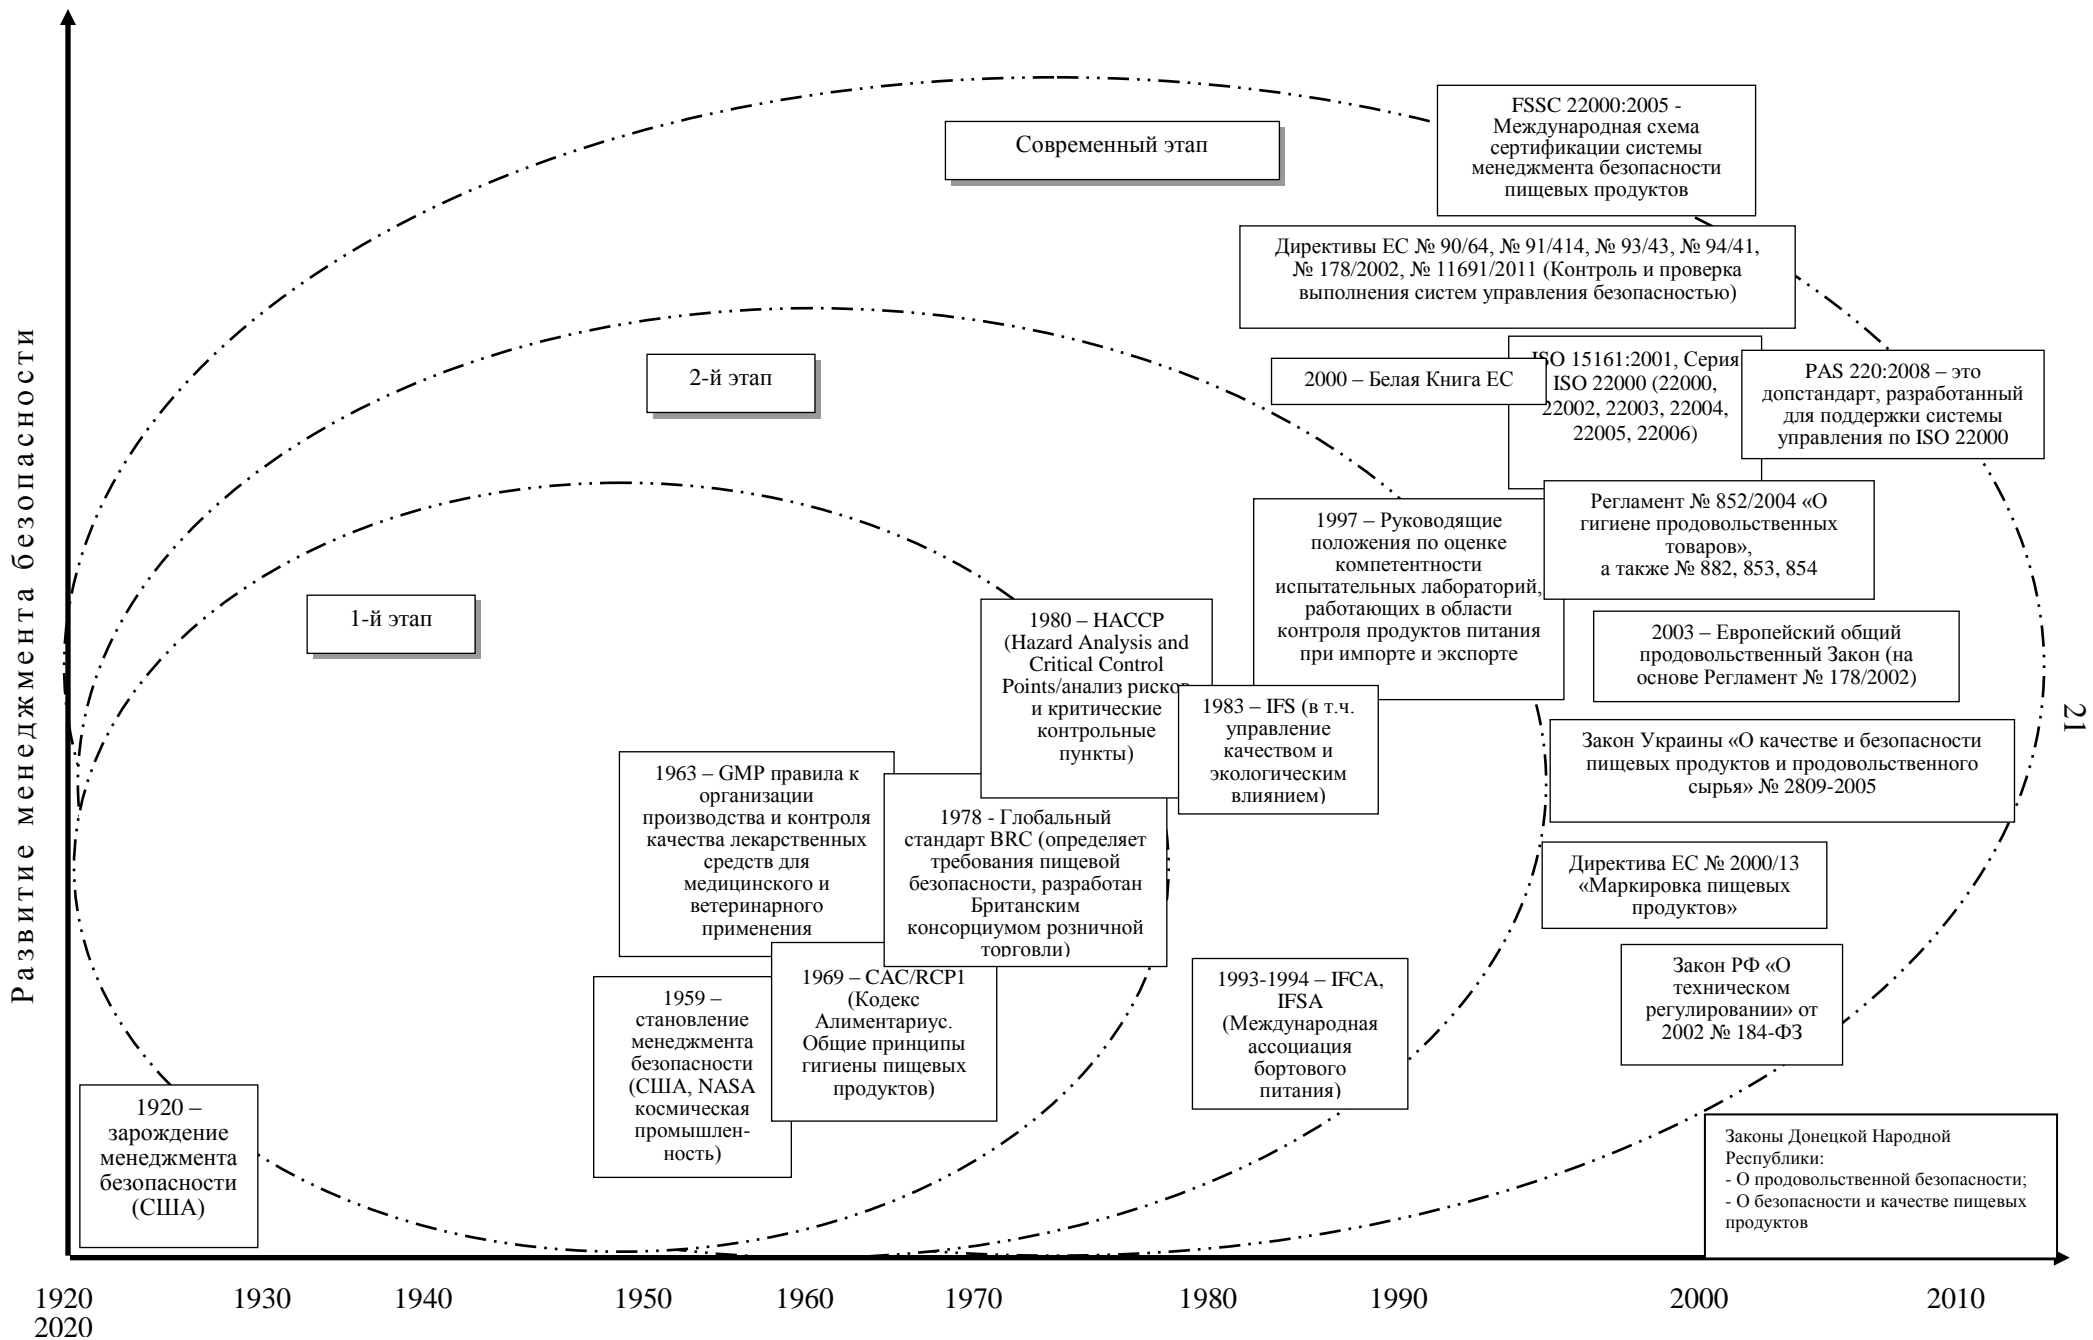 Современный этап
FSSC 22000:2005 -
Международная схема
сертификации системы
менеджмента безопасности
пищевых продуктов
Директивы ЕС № 90/64, № 91/414, № 93/43, № 94/41,
№ 178/2002, № 11691/2011 (Контроль и проверка
выполнения систем управления безопасностью)
2-й этап
2000 – Белая Книга ЕС
ISO 15161:2001, Серия
ISO 22000 (22000,
22002, 22003, 22004,
22005, 22006)
PAS 220:2008 – это
допстандарт, разработанный
для поддержки системы
управления по ISO 22000
1997 – Руководящие
положения по оценке
компетентности
испытательных лабораторий,
работающих в области
контроля продуктов питания
при импорте и экспорте
Регламент № 852/2004 «О
гигиене продовольственных
товаров»,
а также № 882, 853, 854
1-й этап
1980 – HACCP
(Hazard Analysis and
Critical Control
Points/анализ рисков
и критические
контрольные
пункты)
2003 – Европейский общий
продовольственный Закон (на
основе Регламент № 178/2002)
1983 – IFS (в т.ч.
управление
качеством и
экологическим
влиянием)
Закон Украины «О качестве и безопасности
пищевых продуктов и продовольственного
сырья» № 2809-2005
1963 – GMP правила к
организации
производства и контроля
качества лекарственных
средств для
медицинского и
ветеринарного
применения
1978 - Глобальный
стандарт BRC (определяет
требования пищевой
безопасности, разработан
Британским
консорциумом розничной
торговли)
Директива ЕС № 2000/13
«Маркировка пищевых
продуктов»
1959 –
становление
менеджмента
безопасности
(США, NASA
космическая
промышлен-
ность)
1969 – CAC/RCP1
(Кодекс
Алиментариус.
Общие принципы
гигиены пищевых
продуктов)
1993-1994 – IFCA,
IFSA
(Международная
ассоциация
бортового
питания)
Закон РФ «О
техническом
регулировании» от
2002 № 184-ФЗ
1920 –
зарождение
менеджмента
безопасности
(США)
Законы Донецкой Народной
Республики:
- О продовольственной безопасности;
- О безопасности и качестве пищевых
продуктов
Развитие менеджмента безопасности
21
1920 1930 1940 1950 1960 1970 1980 1990 2000 2010
2020